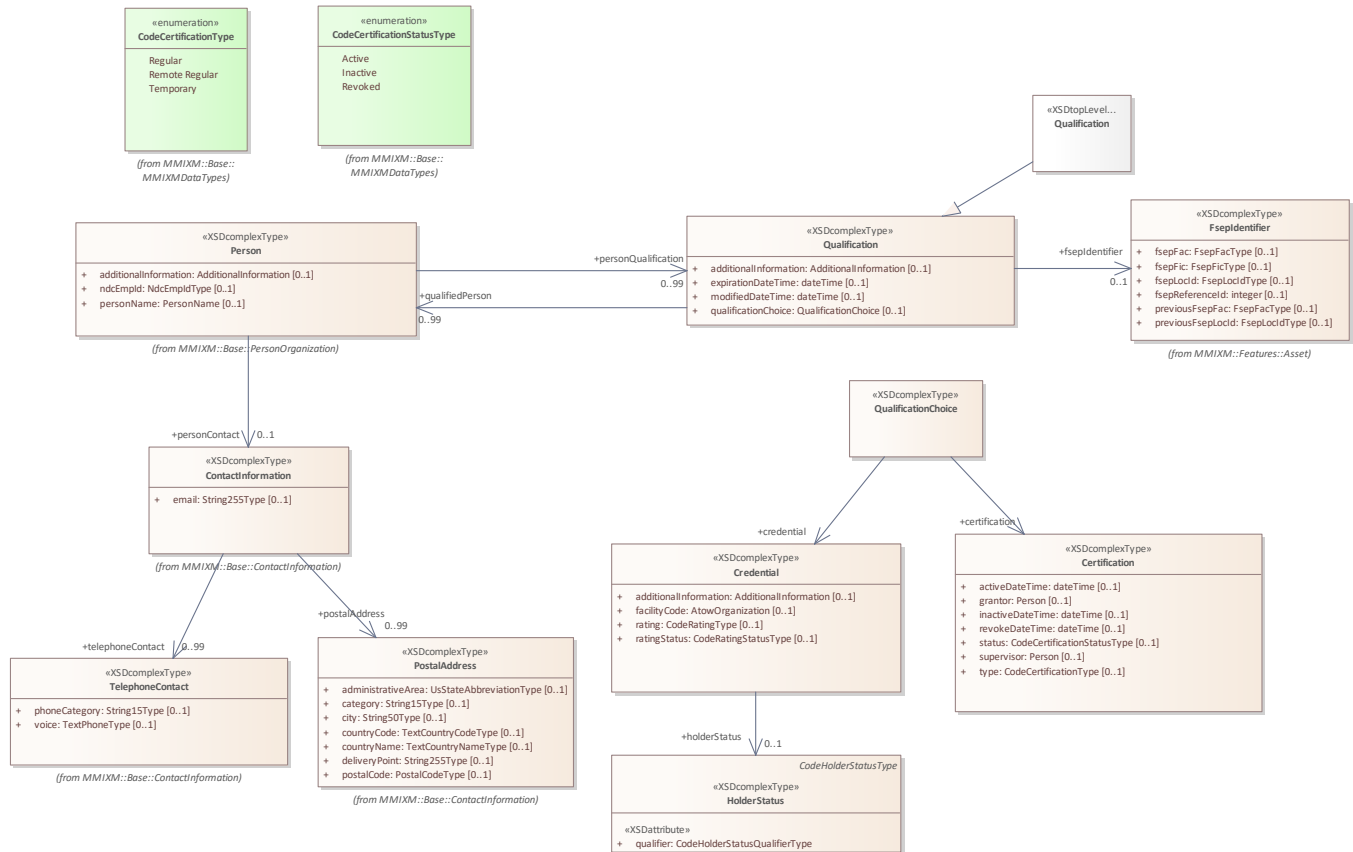 «enumeration»
CodeCertificationType
Regular
Remote Regular
Temporary
(from MMIXM::Base::
MMIXMDataTypes)
«enumeration»
CodeCertificationStatusType
Active
Inactive
Revoked
(from MMIXM::Base::
MMIXMDataTypes)
«XSDtopLevel...
Qualification
«XSDcomplexType»
Person
+ additionalInformation: AdditionalInformation [0..1]
+ ndcEmpId: NdcEmpIdType [0..1]
+ personName: PersonName [0..1]
(from MMIXM::Base::PersonOrganization)
+personQualification
0..99
+qualifiedPerson
0..99
«XSDcomplexType»
Qualification
+ additionalInformation: AdditionalInformation [0..1]
+ expirationDateTime: dateTime [0..1]
+ modifiedDateTime: dateTime [0..1]
+ qualificationChoice: QualificationChoice [0..1]
+fsepIdentifier
0..1
«XSDcomplexType»
FsepIdentifier
+ fsepFac: FsepFacType [0..1]
+ fsepFic: FsepFicType [0..1]
+ fsepLocId: FsepLocIdType [0..1]
+ fsepReferenceId: integer [0..1]
+ previousFsepFac: FsepFacType [0..1]
+ previousFsepLocId: FsepLocIdType [0..1]
(from MMIXM::Features::Asset)
«XSDcomplexType»
QualificationChoice
+personContact
0..1
«XSDcomplexType»
ContactInformation
+ email: String255Type [0..1]
(from MMIXM::Base::ContactInformation)
+telephoneContact
0..99
+postalAddress
0..99
«XSDcomplexType»
TelephoneContact
+ phoneCategory: String15Type [0..1]
+ voice: TextPhoneType [0..1]
(from MMIXM::Base::ContactInformation)
«XSDcomplexType»
PostalAddress
+ administrativeArea: UsStateAbbreviationType [0..1]
+ category: String15Type [0..1]
+ city: String50Type [0..1]
+ countryCode: TextCountryCodeType [0..1]
+ countryName: TextCountryNameType [0..1]
+ deliveryPoint: String255Type [0..1]
+ postalCode: PostalCodeType [0..1]
(from MMIXM::Base::ContactInformation)
+credential
«XSDcomplexType»
Credential
+ additionalInformation: AdditionalInformation [0..1]
+ facilityCode: AtowOrganization [0..1]
+ rating: CodeRatingType [0..1]
+ ratingStatus: CodeRatingStatusType [0..1]
+certification
«XSDcomplexType»
Certification
+ activeDateTime: dateTime [0..1]
+ grantor: Person [0..1]
+ inactiveDateTime: dateTime [0..1]
+ revokeDateTime: dateTime [0..1]
+ status: CodeCertificationStatusType [0..1]
+ supervisor: Person [0..1]
+ type: CodeCertificationType [0..1]
+holderStatus
0..1
CodeHolderStatusType
«XSDcomplexType»
HolderStatus
«XSDattribute»
+ qualifier: CodeHolderStatusQualifierType